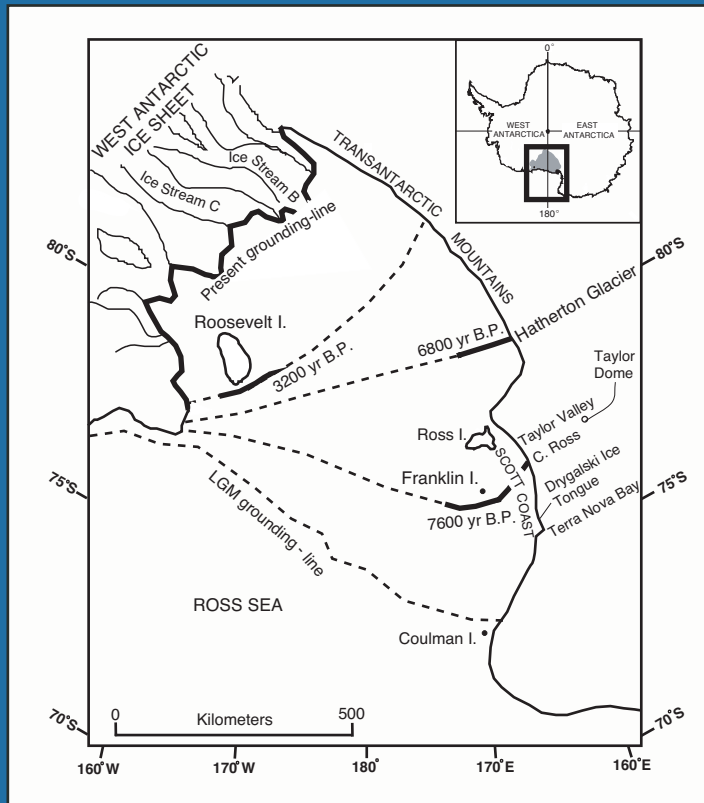 0°
WEST
ANTARCTICA
EAST
ANTARCTICA
180°
WEST ANTARCTIC
ICE SHEET
Ice Stream B
Ice Stream C
TRANSANTARCTIC
MOUNTAINS
Present grounding-line
80°S
80°S
Roosevelt I.
3200 yr B.P.
6800 yr B.P.
Hatherton Glacier
Taylor
Dome
Taylor Valley
Ross I.
C. Ross
SCOTT COAST
Franklin I.
Drygalski Ice
Tongue
7600 yr B.P.
Terra Nova Bay
75°S
75°S
LGM grounding - line
ROSS SEA
Coulman I.
0
500
Kilometers
70°S
70°S
160°W
170°W
180°
170°E
160°E